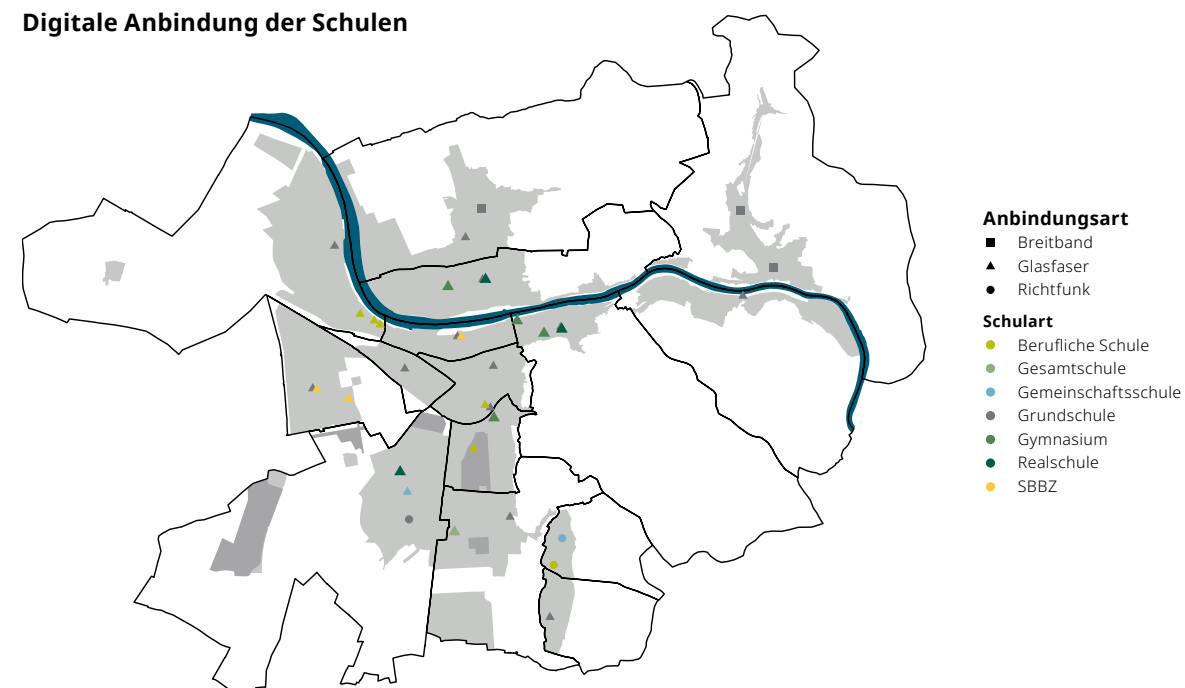 Digitale Anbindung der Schulen
Anbindungsart
Breitband
Glasfaser
Richtfunk
Schulart
Berufliche Schule
Gesamtschule
Gemeinschaftsschule
Grundschule
Gymnasium
Realschule
SBBZ